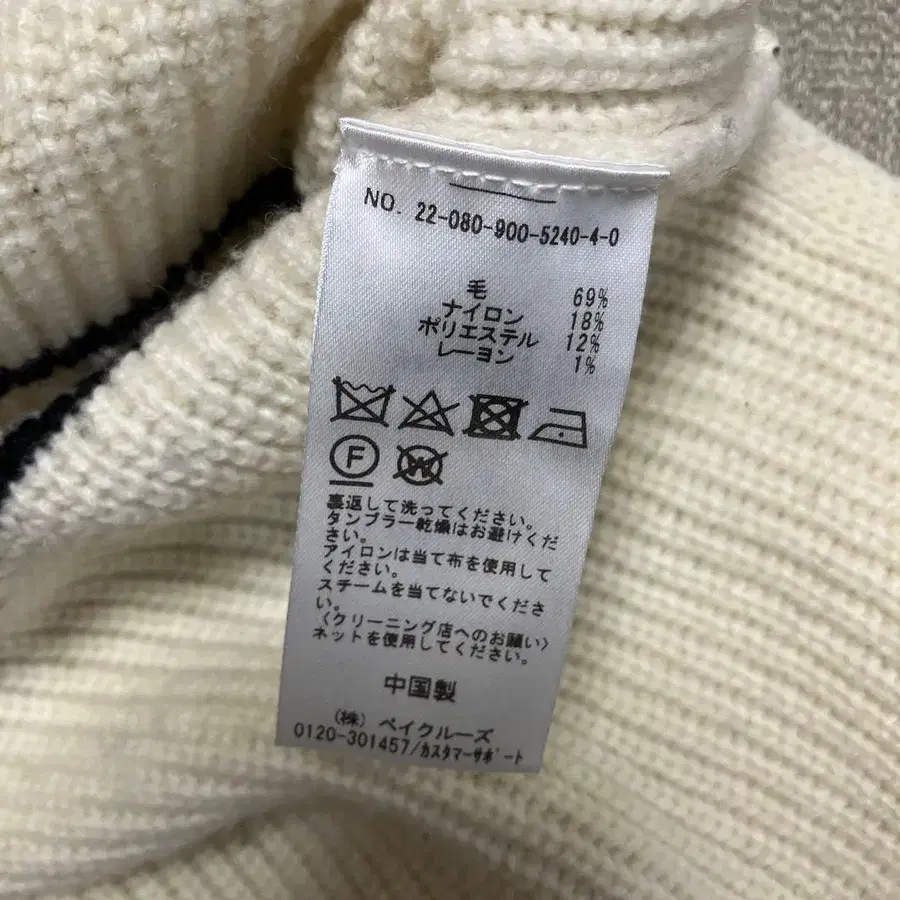 NO. 22-080-900-5240-4-0
毛 69%
ナイロン 18%
ポリエステル 12%
レーヨン 1%
F W
裏返して洗ってください。
タンブラー乾燥はお避けくだ
さい。
アイロンは当て布を使用して
ください。
スチームを当てないでくださ
い。
〈クリーニング店へのお願い〉
ネットを使用してください。
中国製
(株) ベイクルーズ
0120-301457/カスタマーサポート